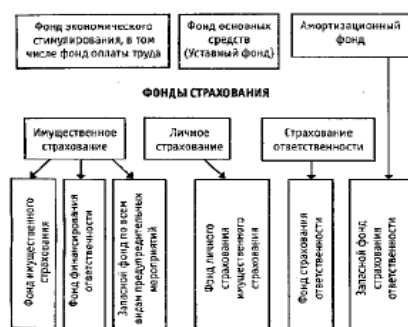 Фонд экономического
стимулирования, в том
числе фонд оплаты труда
Фонд основных
средств
(Уставный фонд)
Амортизационный
фонд
ФОНДЫ СТРАХОВАНИЯ
Имущественное
страхование
Личное
страхование
Страхование
ответственности
Фонд имущественного
страхования
Фонд финансирования
ответственности
Запасной фонд по всем
видам предупредительных
мероприятий
Фонд личного
страхования
имущественного
страхования
Фонд страхования
ответственности
Запасной фонд
страхования
ответственности